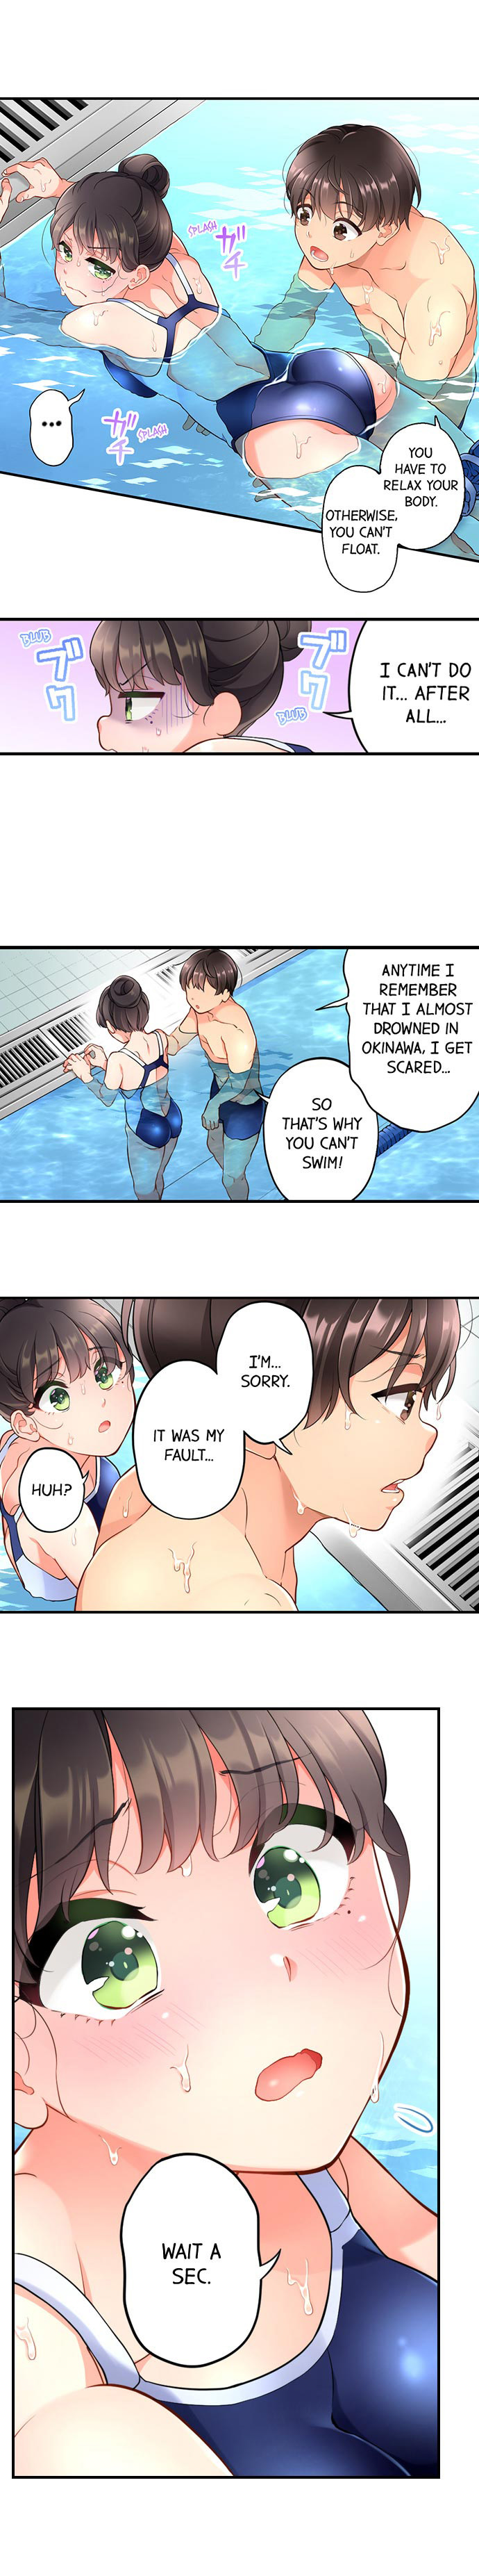 SPLASH
ガチ
...
ガチ
SPLASH
YOU
HAVE TO
RELAX YOUR
BODY.
OTHERWISE,
YOU CAN'T
FLOAT.
BLUB
ブク
ブク
BLUB
I CAN'T DO
IT... AFTER
ALL...
ANYTIME I
REMEMBER
THAT I ALMOST
DROWNED IN
OKINAWA, I GET
SCARED...
SO
THAT'S WHY
YOU CAN'T
SWIM!
I'M...
SORRY.
IT WAS MY
FAULT...
HUH?
WAIT A
SEC.